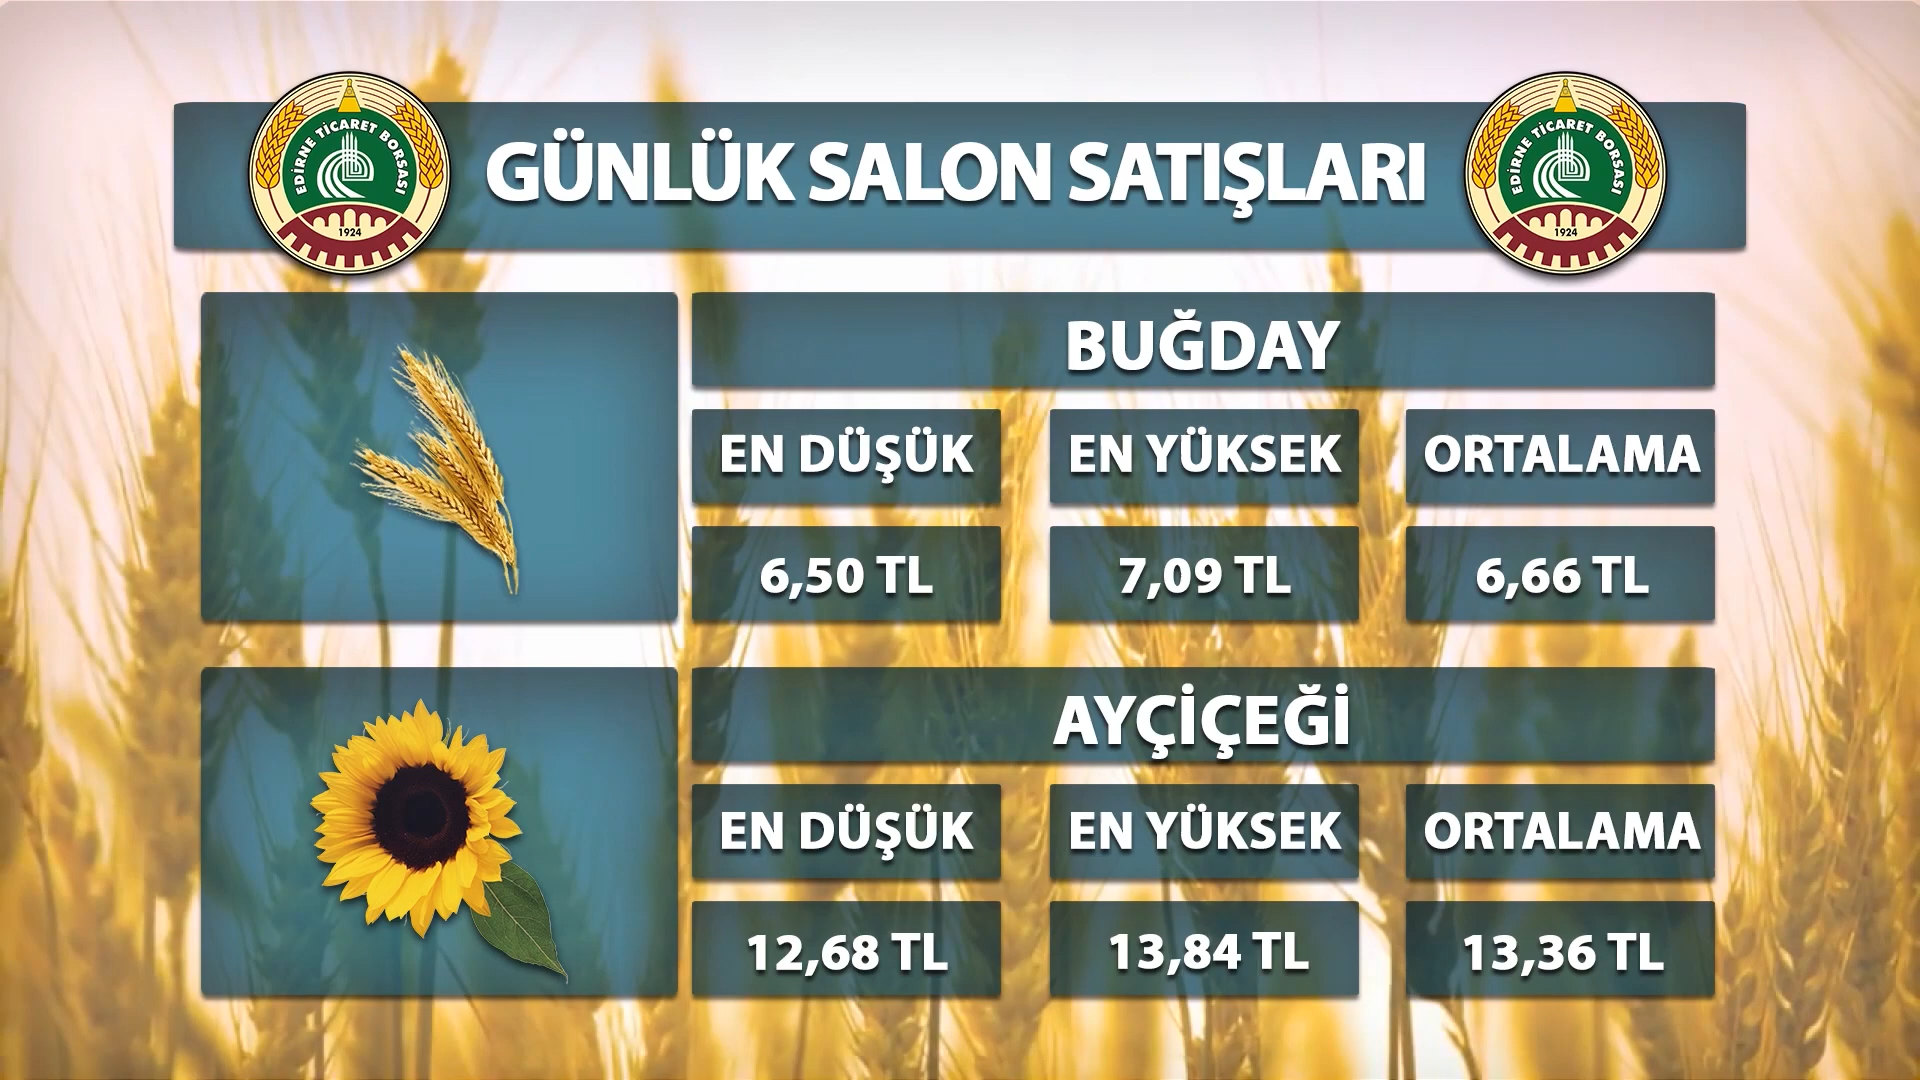 EDİRNE TİCARET BORSASI
1924
GÜNLÜK SALON SATIŞLARI
EDİRNE TİCARET BORSASI
1924
BUĞDAY
EN DÜŞÜK EN YÜKSEK ORTALAMA
6,50 TL 7,09 TL 6,66 TL
AYÇİÇEĞİ
EN DÜŞÜK EN YÜKSEK ORTALAMA
12,68 TL 13,84 TL 13,36 TL